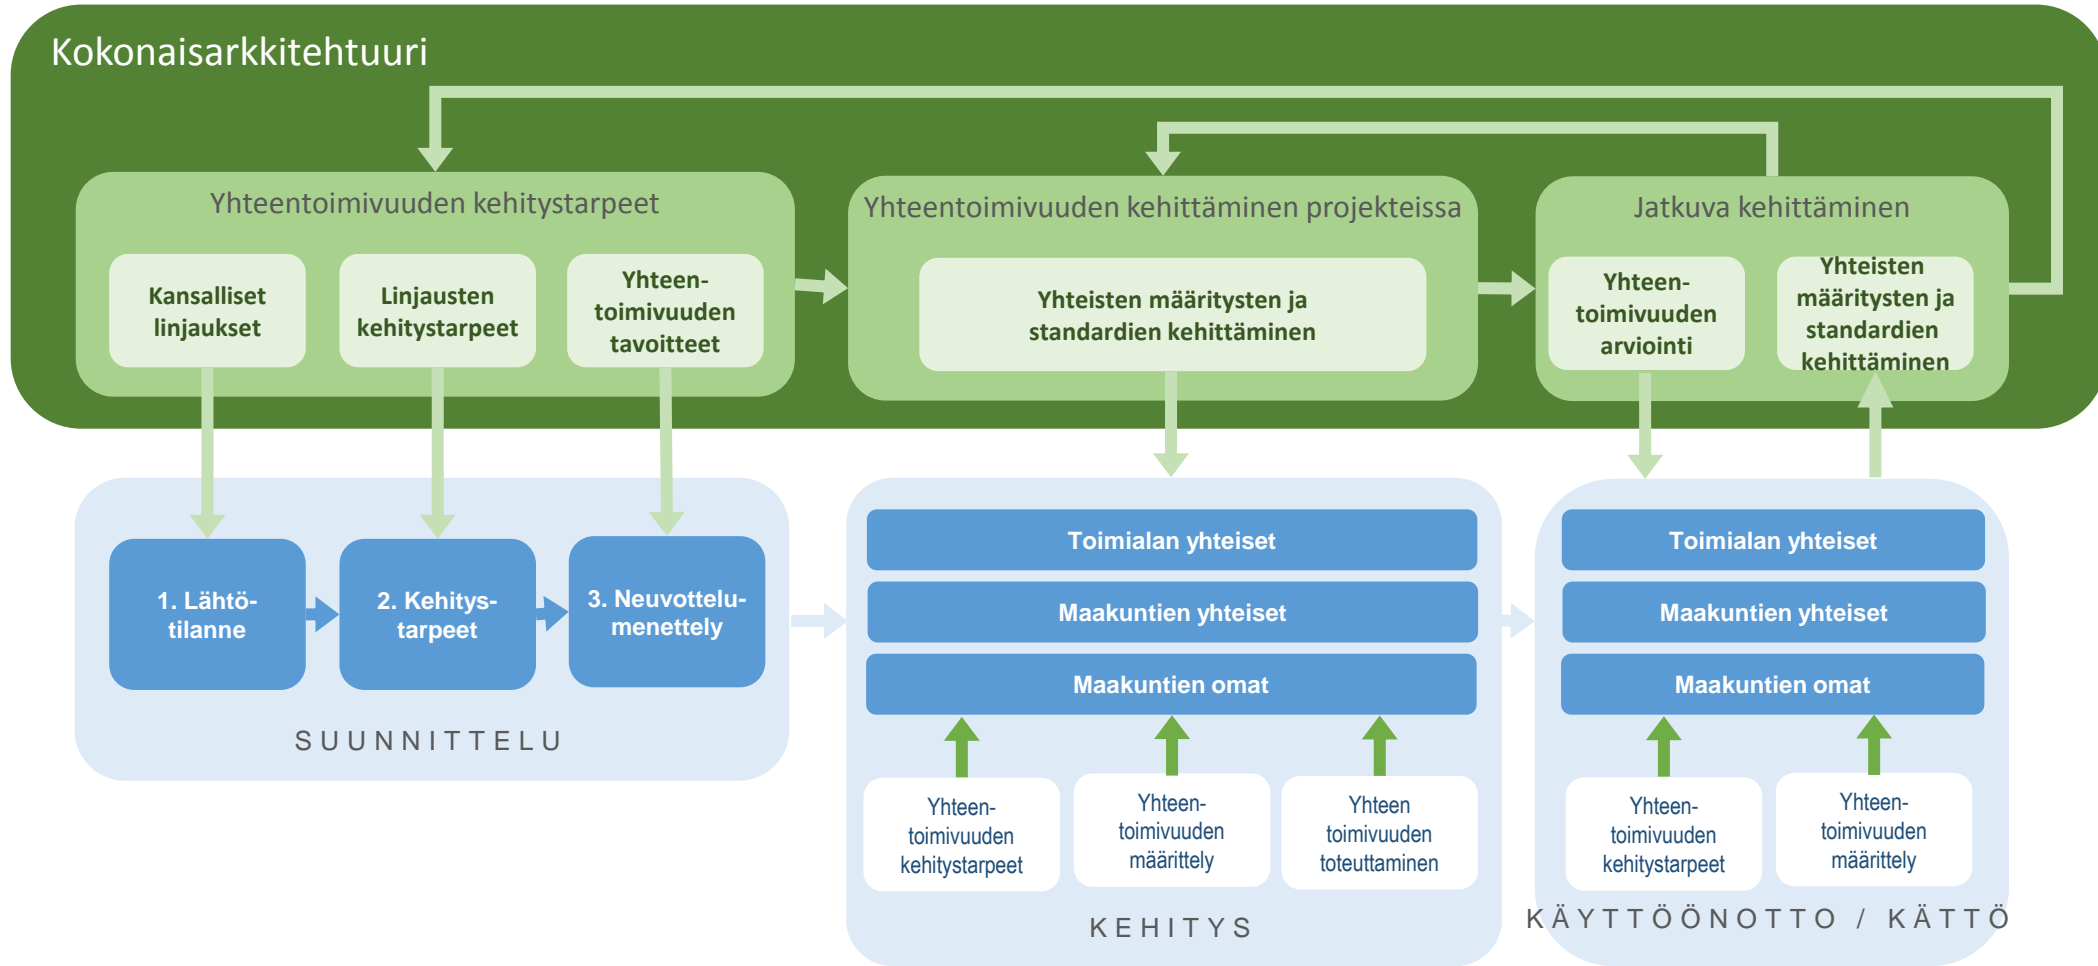 Kokonaisarkkitehtuuri
Yhteentoimivuuden kehitystarpeet
Kansalliset
linjaukset
Linjausten
kehitystarpeet
Yhteen-
toimivuuden
tavoitteet
Yhteentoimivuuden kehittäminen projekteissa
Yhteisten määritysten ja
standardien kehittäminen
Jatkuva kehittäminen
Yhteen-
toimivuuden
arviointi
Yhteisten
määritysten ja
standardien
kehittäminen
1. Lähtö-
tilanne
2. Kehitys-
tarpeet
3. Neuvottelu-
menettely
SUUNNITTELU
Toimialan yhteiset
Maakuntien yhteiset
Maakuntien omat
Yhteen-
toimivuuden
kehitystarpeet
Yhteen-
toimivuuden
määrittely
Yhteen
toimivuuden
toteuttaminen
KEHITYS
Toimialan yhteiset
Maakuntien yhteiset
Maakuntien omat
Yhteen-
toimivuuden
kehitystarpeet
Yhteen-
toimivuuden
määrittely
KÄYTTÖÖNOTTO / KÄTTÖ